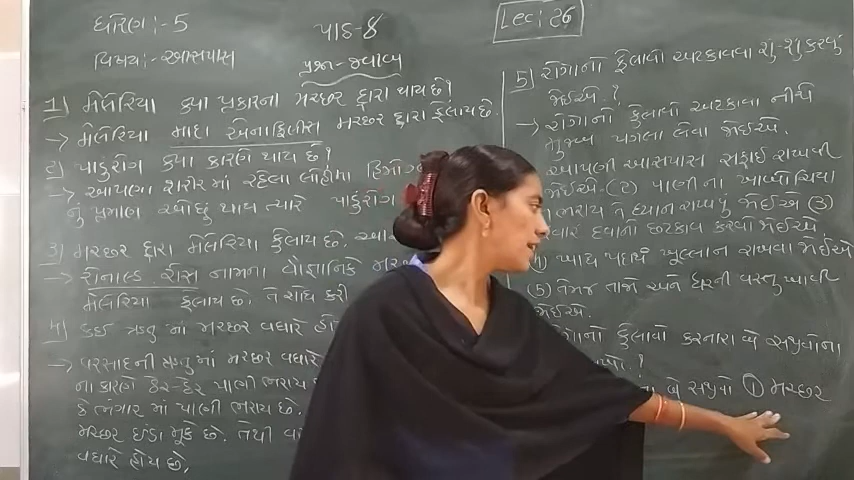 ધોરણ:- 5
પાઠ-8
Lec: 26
વિષય:- આસપાસ
પ્રશ્ન-જવાબ
1) મેલેરિયા કયા પ્રકારના મચ્છર દ્વારા થાય છે?
→ મેલેરિયા માદા એનાફિલીસ મચ્છર દ્વારા ફેલાય છે.
2) પાંડુરોગ કયા કારણે થાય છે?
→ આપણા શરીરમાં રહેલા લોહીમાં
નું પ્રમાણ ઓછું થાય ત્યારે પાંડુરોગ
3) મચ્છર દ્વારા મેલેરિયા ફેલાય છે.
→ રોનાલ્ડ રોસ નામના વૈજ્ઞાનિકે
મેલેરિયા ફેલાય છે. તે શોધ કરી
4) કઈ ઋતુ માં મચ્છર વધારે
→ વરસાદની ઋતુમાં મચ્છર વધારે
ના કારણે ઠેર-ઠેર પાણી ભરાય
કે ભંગાર માં પાણી ભરાય છે.
મચ્છર ઇંડા મૂકે છે. તેથી
વધારે હોય છે.
5) રોગોનો ફેલાવો અટકાવવા શું-શું કરવું
જોઈએ?
→ રોગોનો ફેલાવો અટકાવા નીચે
મુજબ પગલા લેવા જોઈએ.
આપણી આસપાસ સફાઈ રાખવી
જોઈએ. (2) પાણીના ખાબોચિયા
ભરાય તે ધ્યાન રાખવું જોઈએ (3)
દવાનો છંટકાવ કરવો જોઈએ
(4) ખાદ્ય પદાર્થ ખૂલ્લા ન રાખવા જોઈએ
(5) તેમજ તાજો અને ઘરની વસ્તુ ખાવી
જોઈએ.
ફેલાવો કરનારા બે સજીવોના
બે સજીવો ① મચ્છર